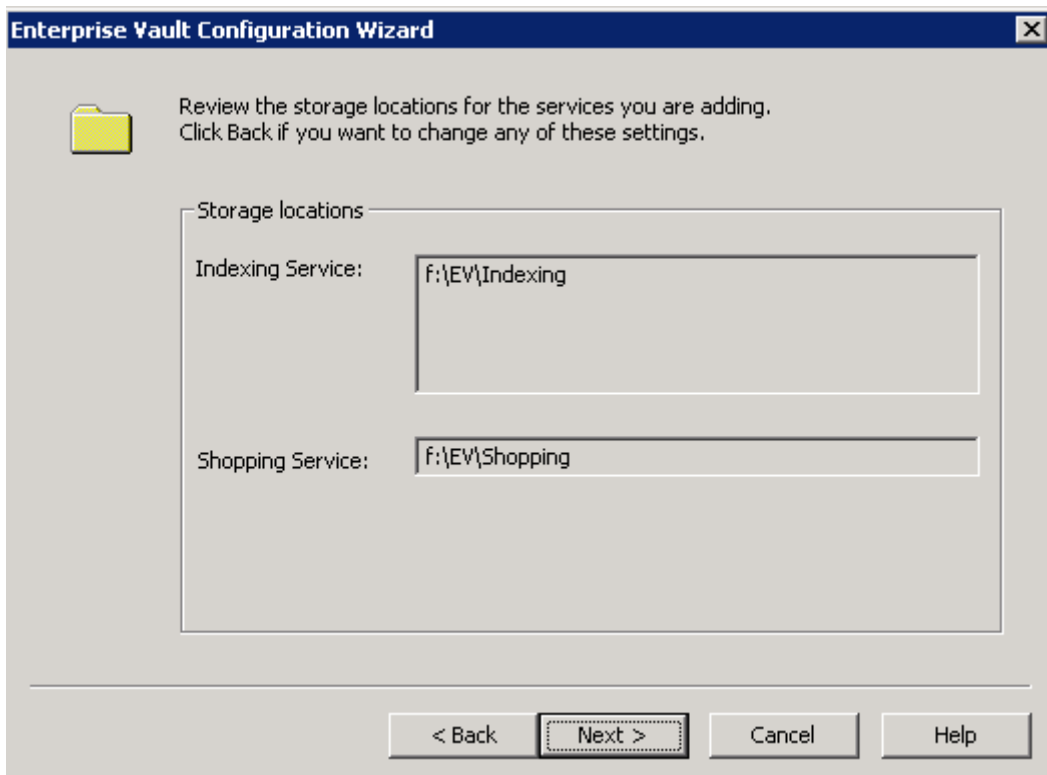 Enterprise Vault Configuration Wizard
Review the storage locations for the services you are adding.
Click Back if you want to change any of these settings.
Storage locations
Indexing Service:
f:\EV\Indexing
Shopping Service:
f:\EV\Shopping
< Back
Next >
Cancel
Help